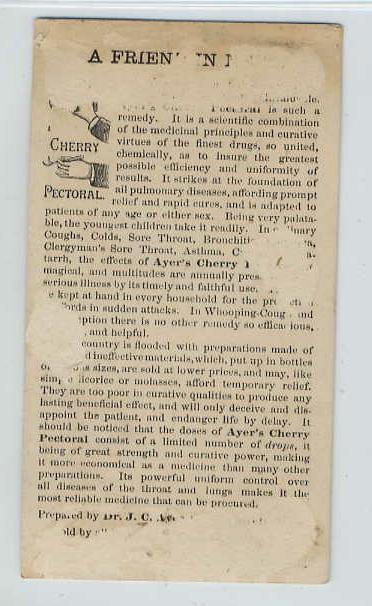 A FRIEN IN
is such a
remedy. It is a scientific combination
of the medicinal principles and curative
virtues of the finest drugs, so united,
chemically, as to insure the greatest
possible efficiency and uniformity of
results. It strikes at the foundation of
all pulmonary diseases, affording prompt
relief and rapid cures, and is adapted to
CHERRY
PECTORAL.
patients of any age or either sex. Being very palata-
ble, the youngest children take it readily. In
Coughs, Colds, Sore Throat,
Clergyman's Sore Throat, Asthma,
tarrh, the effects of Ayer's Cherry
magical, and multitudes are annually
serious illness by its timely and faithful use.
kept at hand in every household for the
in sudden attacks. In Whooping-Coug
there is no other remedy so
and helpful.
country is flooded with preparations made of
ineffective materials, which, put up in bottles
sizes, are sold at lower prices, and may, like
licorice or molasses, afford temporary relief.
They are too poor in curative qualities to produce any
lasting beneficial effect, and will only deceive and dis-
appoint the patient, and endanger life by delay. It
should be noticed that the doses of Ayer's Cherry
Pectoral consist of a limited number of drops, it
being of great strength and curative power, making
it more economical as a medicine than many other
preparations. Its powerful uniform control over
all diseases of the throat and lungs makes it the
most reliable medicine that can be procured.
Prepared by Dr. J. C.
old by